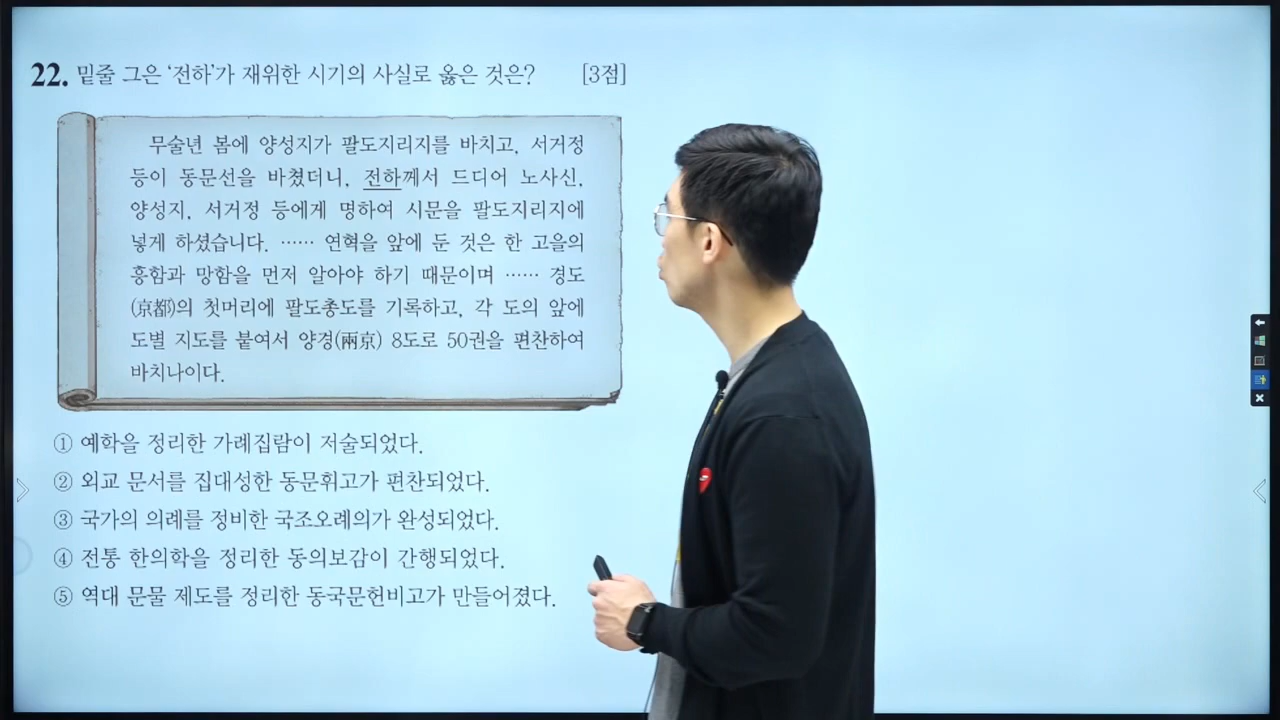 22. 밑줄 그은 ‘전하’가 재위한 시기의 사실로 옳은 것은? [3점]
무술년 봄에 양성지가 팔도지리지를 바치고, 서거정
등이 동문선을 바쳤더니, 전하께서 드디어 노사신,
양성지, 서거정 등에게 명하여 시문을 팔도지리지에
넣게 하셨습니다. …… 연혁을 앞에 둔 것은 한 고을의
흥함과 망함을 먼저 알아야 하기 때문이며 …… 경도
(京都)의 첫머리에 팔도총도를 기록하고, 각 도의 앞에
도별 지도를 붙여서 양경(兩京) 8도로 50권을 편찬하여
바치나이다.
① 예학을 정리한 가례집람이 저술되었다.
② 외교 문서를 집대성한 동문휘고가 편찬되었다.
③ 국가의 의례를 정비한 국조오례의가 완성되었다.
④ 전통 한의학을 정리한 동의보감이 간행되었다.
⑤ 역대 문물 제도를 정리한 동국문헌비고가 만들어졌다.